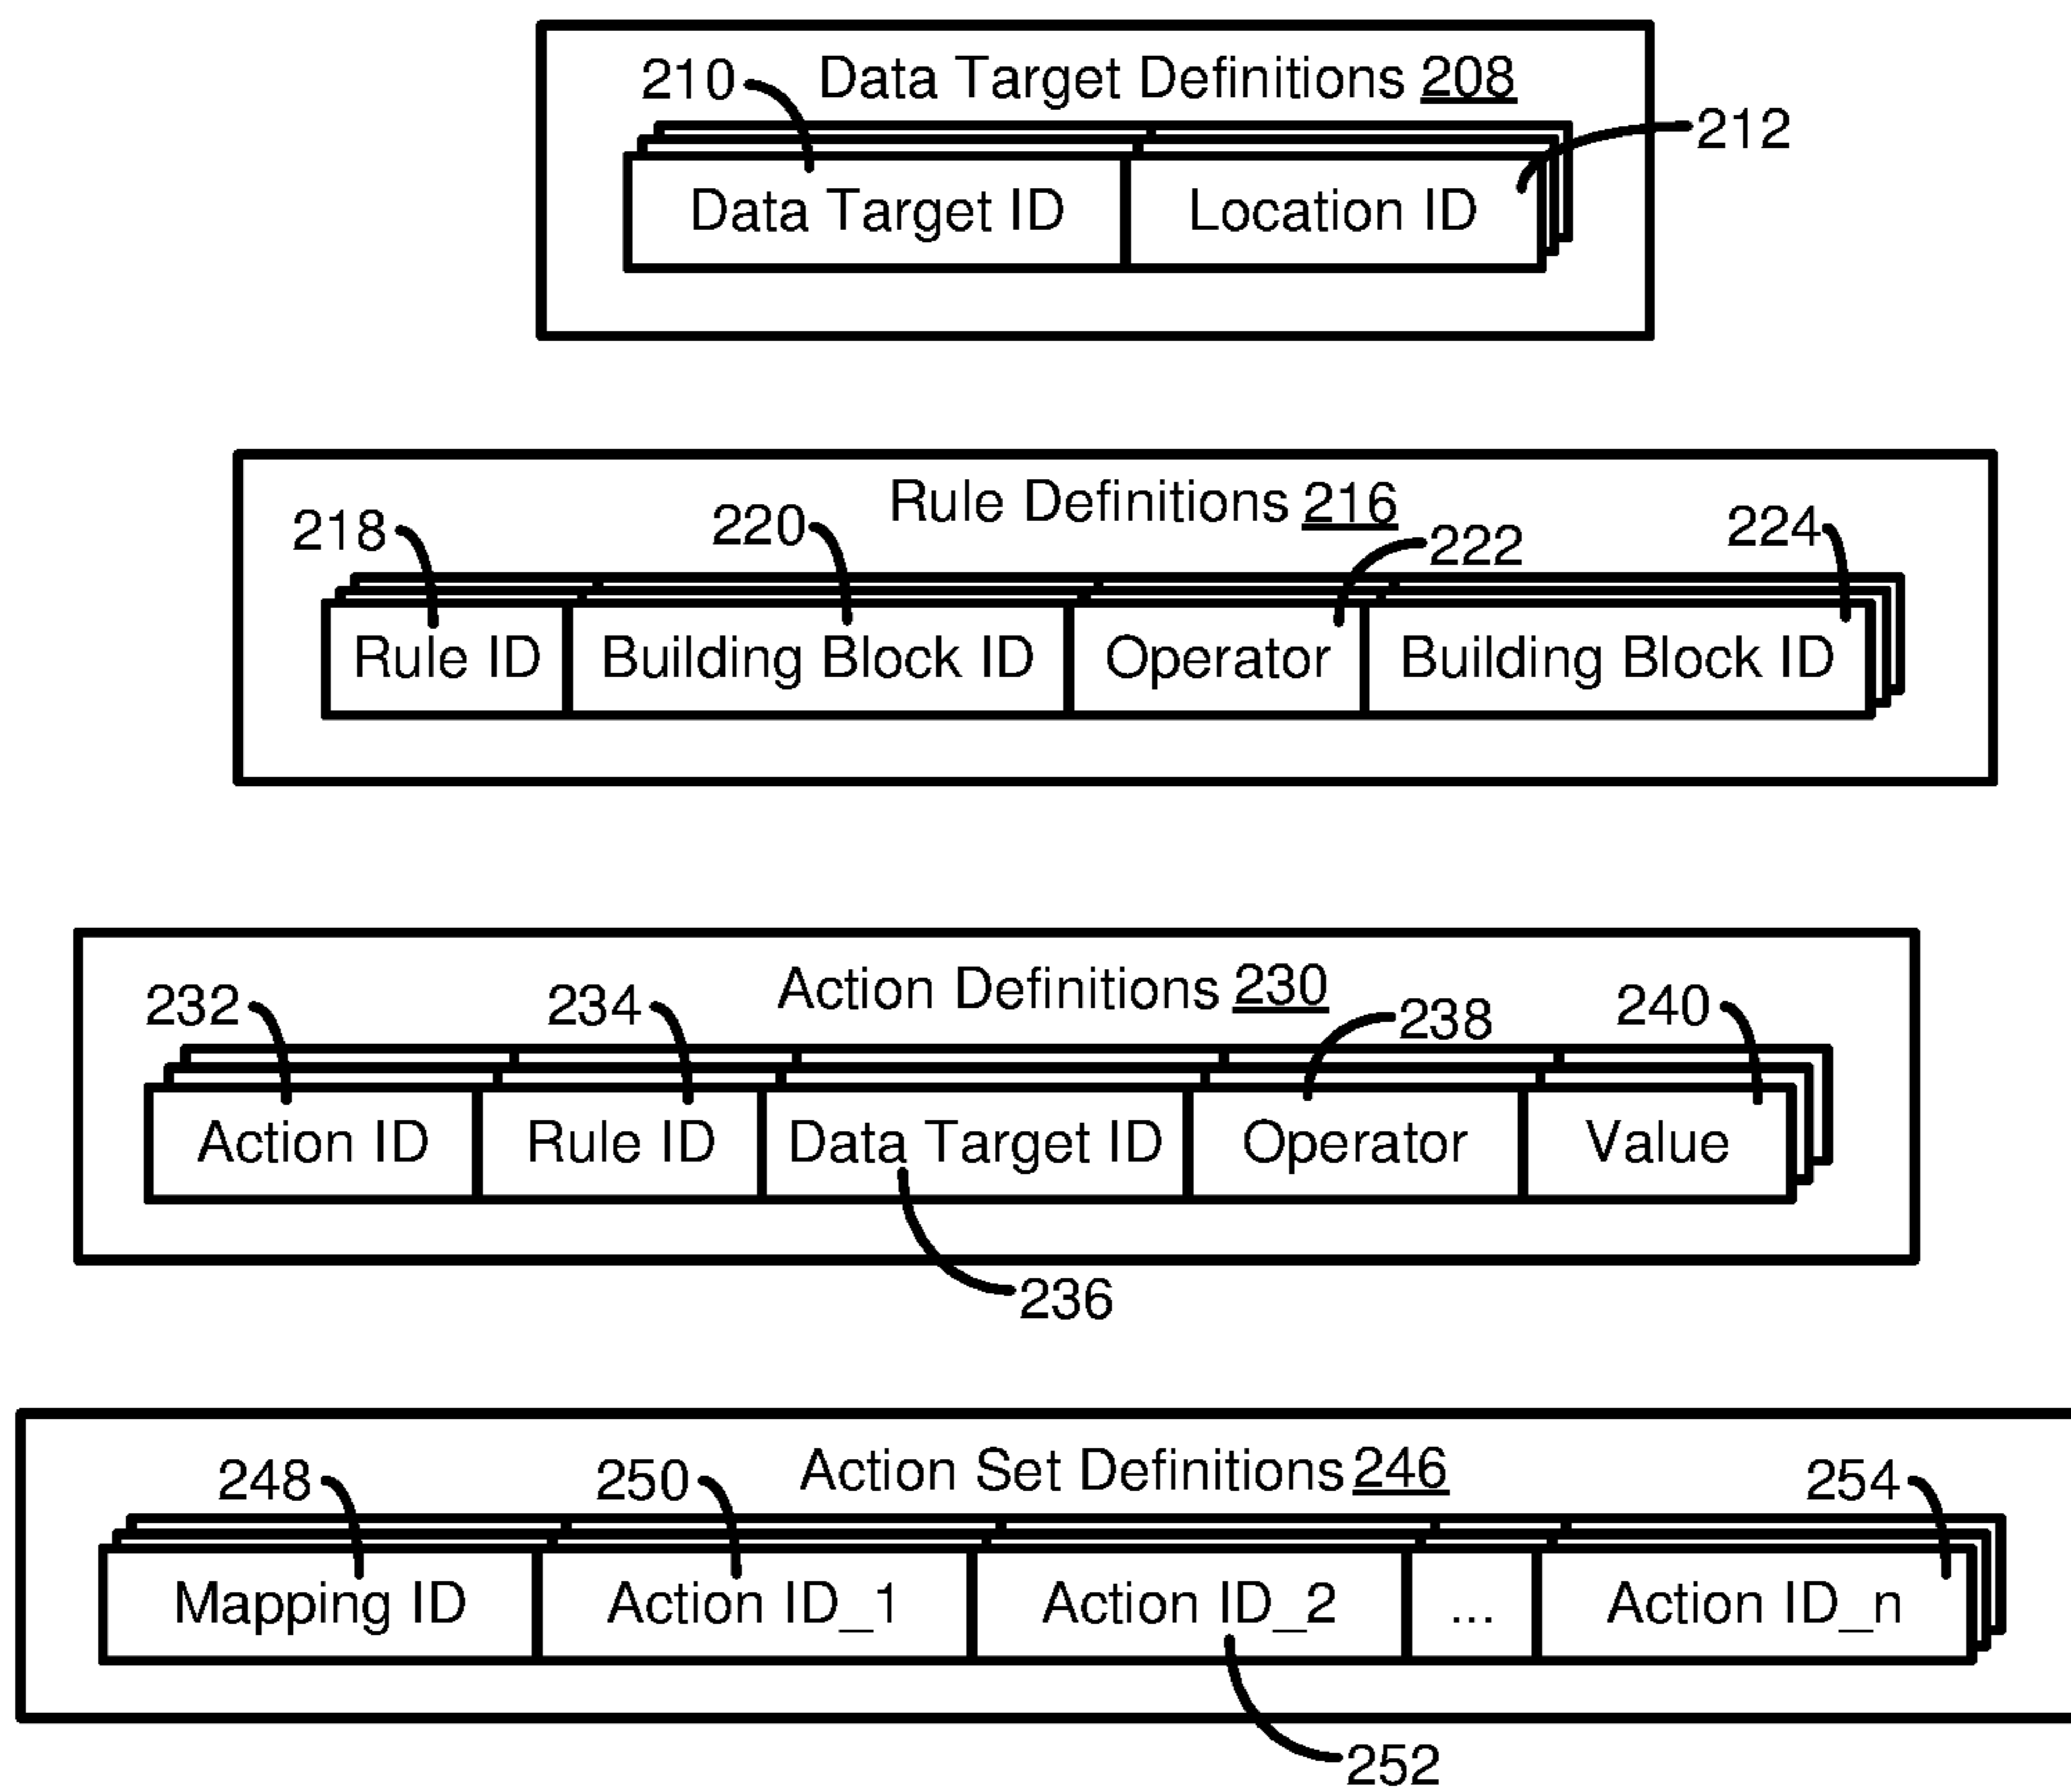 210 Data Target Definitions 208
212
Data Target ID Location ID
Rule Definitions 216
218 220 222 224
Rule ID Building Block ID Operator Building Block ID
Action Definitions 230
232 234 238 240
Action ID Rule ID Data Target ID Operator Value
236
Action Set Definitions 246
248 250 254
Mapping ID Action ID_1 Action ID_2 ... Action ID_n
252